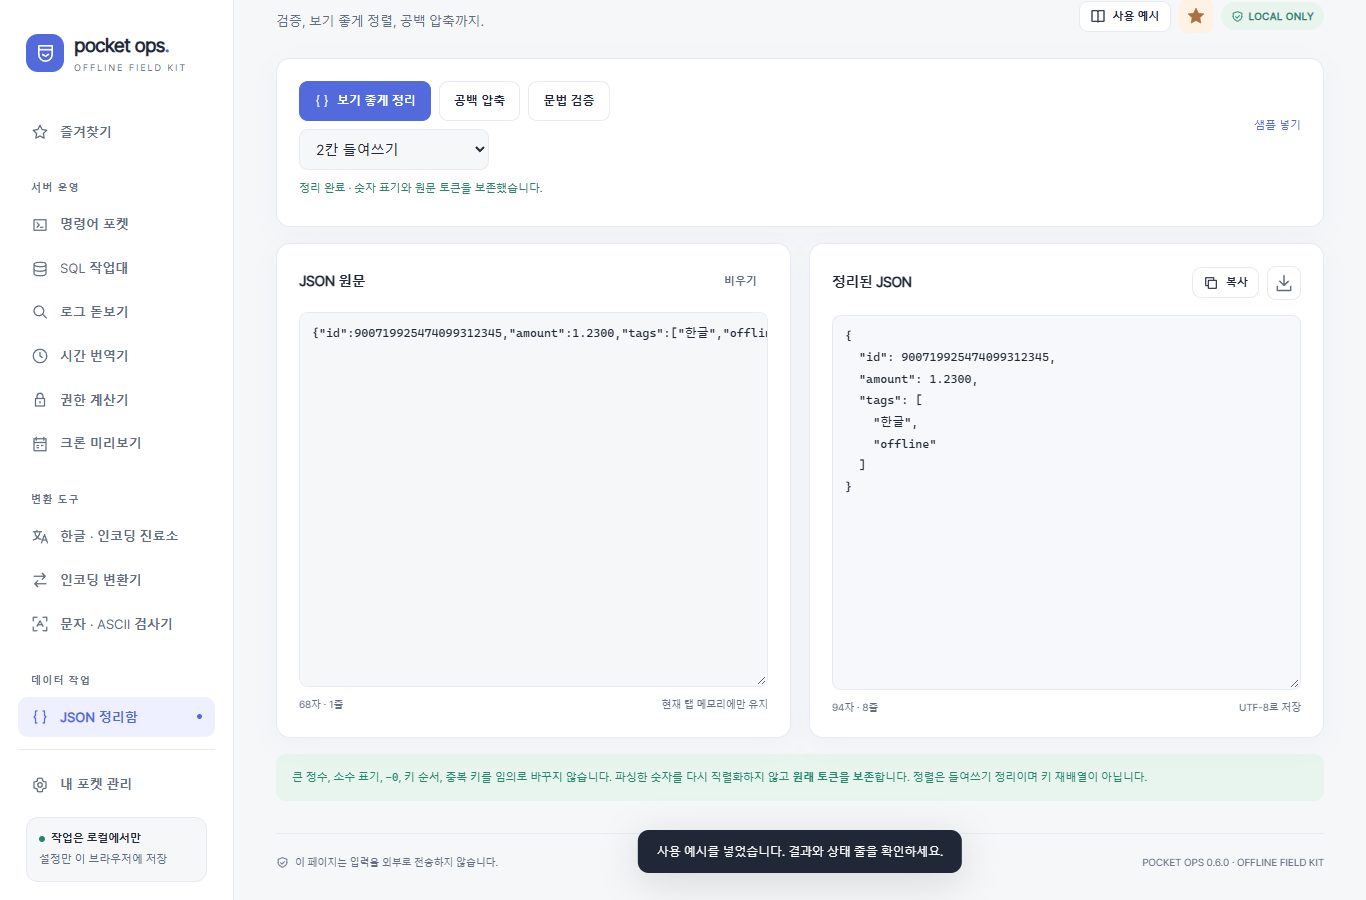 pocket ops.
OFFLINE FIELD KIT
즐겨찾기
서버 운영
명령어 포켓
SQL 작업대
로그 돋보기
시간 번역기
권한 계산기
크론 미리보기
변환 도구
한글 · 인코딩 진료소
인코딩 변환기
문자 · ASCII 검사기
데이터 작업
{ } JSON 정리함
내 포켓 관리
작업은 로컬에서만
설정만 이 브라우저에 저장
검증, 보기 좋게 정렬, 공백 압축까지.
사용 예시
LOCAL ONLY
{ } 보기 좋게 정리
공백 압축
문법 검증
샘플 넣기
2칸 들여쓰기
정리 완료 · 숫자 표기와 원문 토큰을 보존했습니다.
JSON 원문
비우기
{"id":900719925474099312345,"amount":1.2300,"tags":["한글","offlin
68자 · 1줄
현재 탭 메모리에만 유지
정리된 JSON
복사
{
"id": 900719925474099312345,
"amount": 1.2300,
"tags": [
"한글",
"offline"
]
}
94자 · 8줄
UTF-8로 저장
큰 정수, 소수 표기, −0, 키 순서, 중복 키를 임의로 바꾸지 않습니다. 파싱한 숫자를 다시 직렬화하지 않고 원래 토큰을 보존합니다. 정렬은 들여쓰기 정리이며 키 재배열이 아닙니다.
이 페이지는 입력을 외부로 전송하지 않습니다.
사용 예시를 넣었습니다. 결과와 상태 줄을 확인하세요.
POCKET OPS 0.6.0 · OFFLINE FIELD KIT